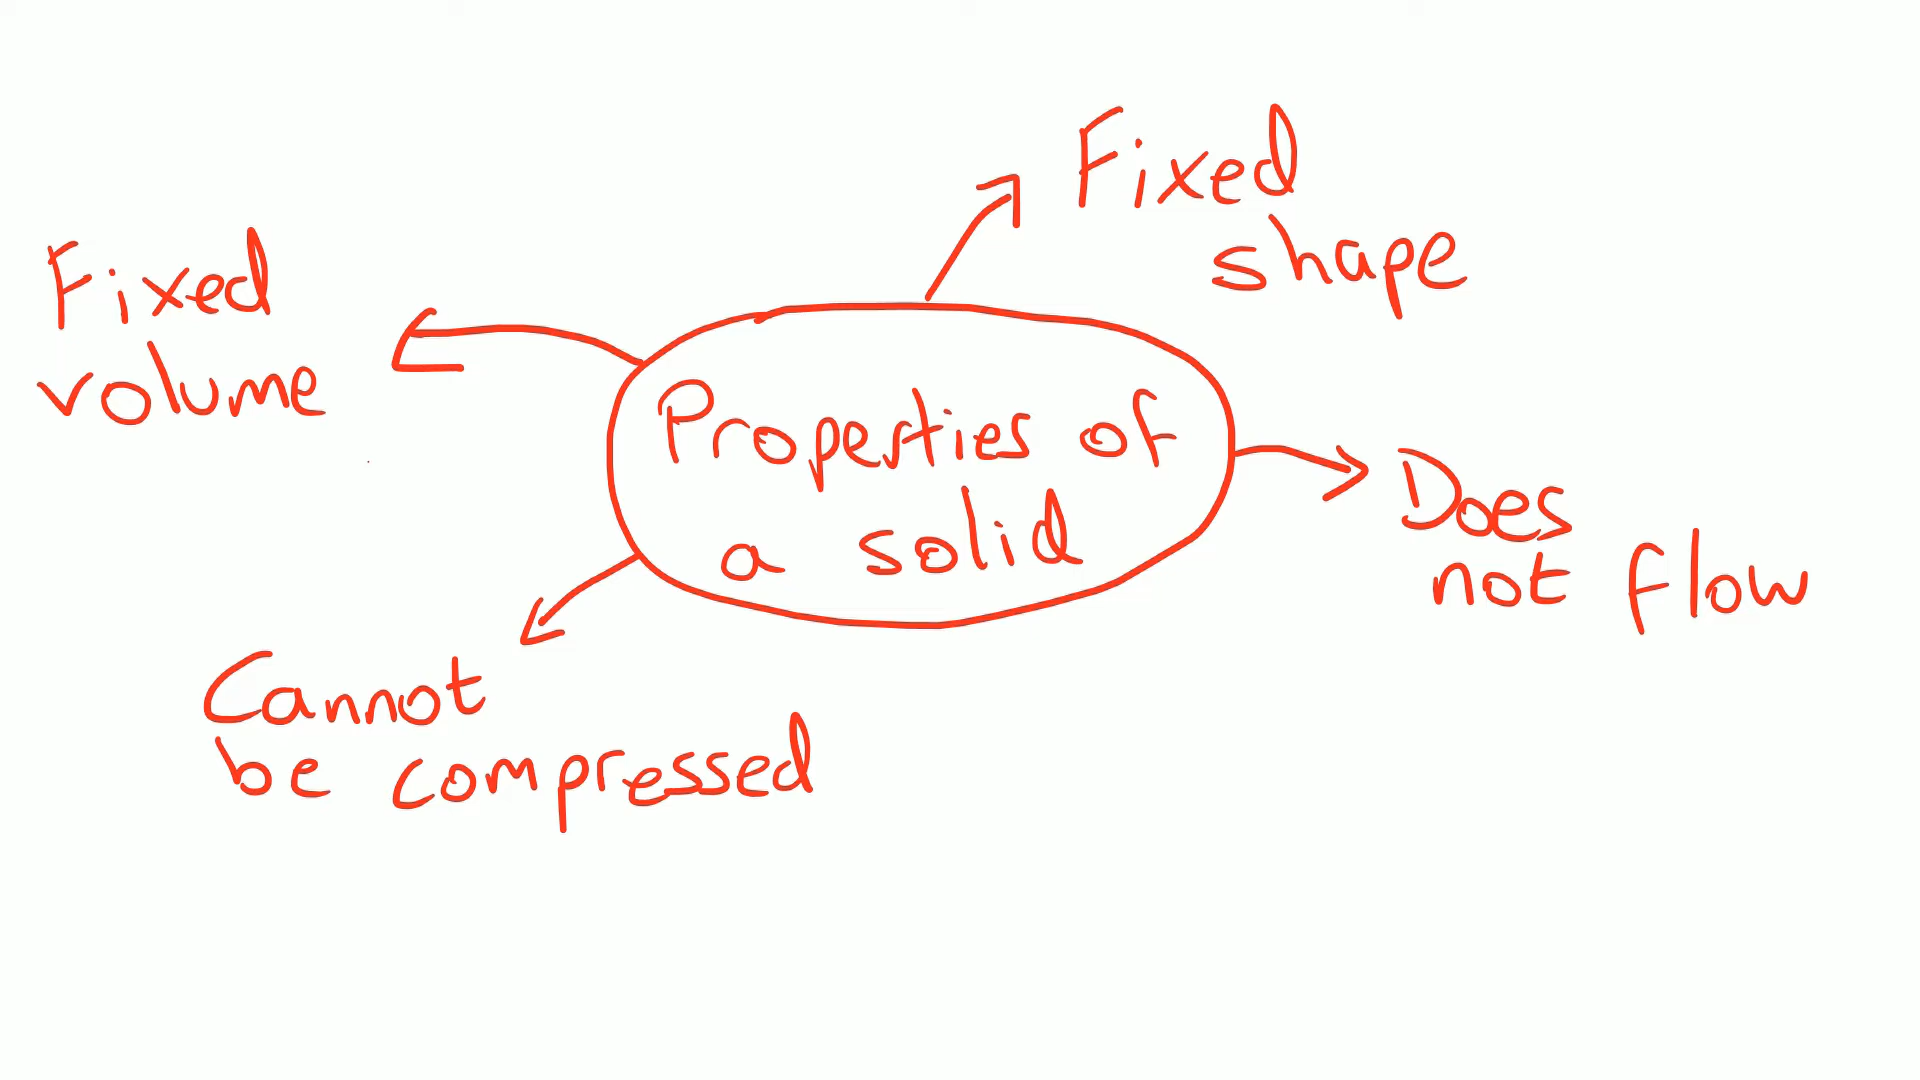 Properties of
a solid
Fixed
shape
Does
not flow
Cannot
be compressed
Fixed
volume